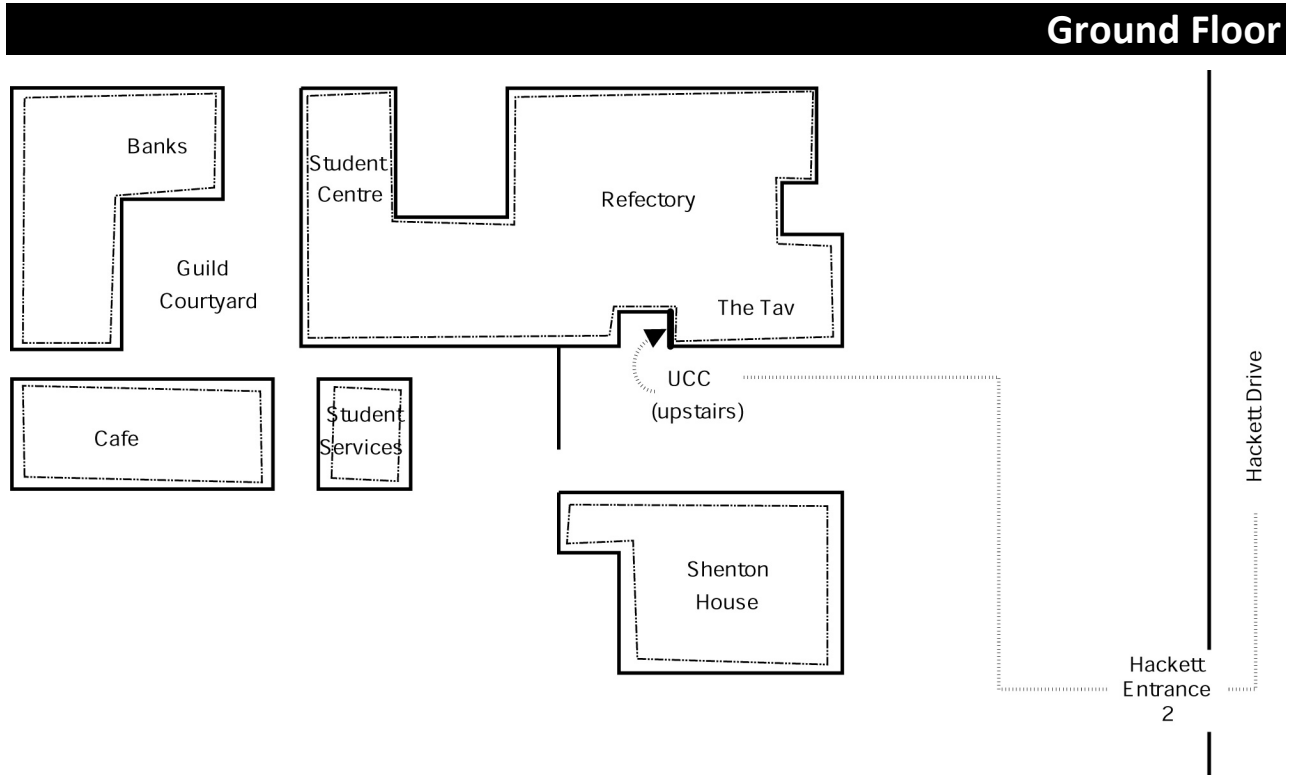 Ground Floor
Banks
Student
Centre
Refectory
Guild
Courtyard
The Tav
UCC
(upstairs)
Hackett Drive
Cafe
Student
Services
Shenton
House
Hackett
Entrance
2